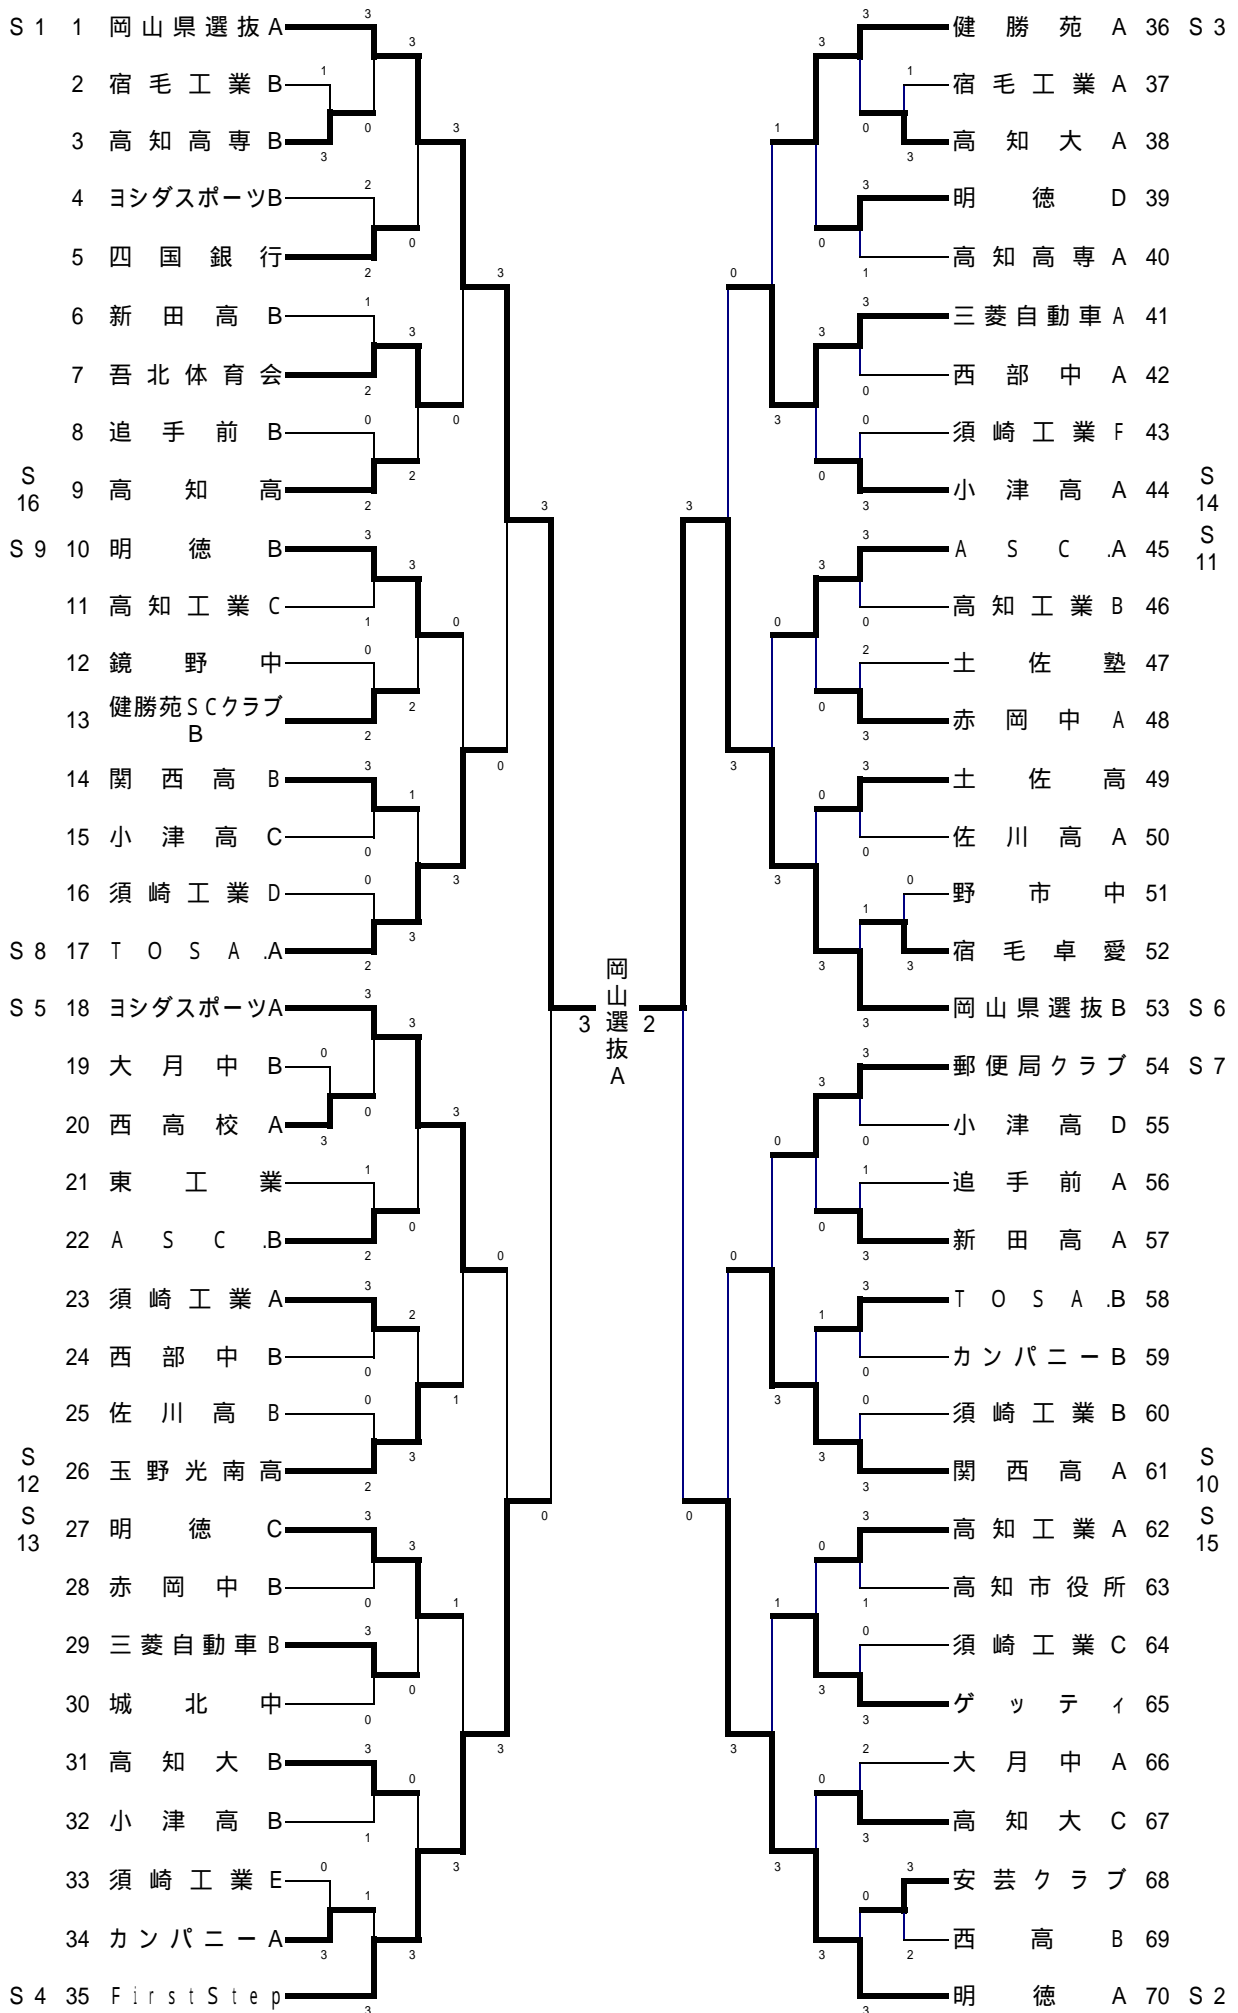 S 1 1 岡山県選抜A
2 宿毛工業B
3 高知高専B
4 ヨシダスポーツB
5 四国銀行
6 新田高B
7 吾北体育会
8 追手前B
S 16 9 高知高
S 9 10 明徳B
11 高知工業C
12 鏡野中
13 健勝苑SCクラブ B
14 関西高B
15 小津高C
16 須崎工業D
S 8 17 TOSA.A
S 5 18 ヨシダスポーツA
19 大月中B
20 西高校A
21 東工業
22 ASC.B
23 須崎工業A
24 西部中B
25 佐川高B
S 12 26 玉野光南高
S 13 27 明徳C
28 赤岡中B
29 三菱自動車B
30 城北中
31 高知大B
32 小津高B
33 須崎工業E
34 カンパニーA
S 4 35 FirstStep
3 岡山選抜A 2
健勝苑A 36 S 3
宿毛工業A 37
高知大A 38
明徳D 39
高知高専A 40
三菱自動車A 41
西部中A 42
須崎工業F 43
小津高A 44 S 14
ASC.A 45 S 11
高知工業B 46
土佐塾 47
赤岡中A 48
土佐高 49
佐川高A 50
野市中 51
宿毛卓愛 52
岡山県選抜B 53 S 6
郵便局クラブ 54 S 7
小津高D 55
追手前A 56
新田高A 57
TOSA.B 58
カンパニーB 59
須崎工業B 60
関西高A 61 S 10
高知工業A 62 S 15
高知市役所 63
須崎工業C 64
ゲッティ 65
大月中A 66
高知大C 67
安芸クラブ 68
西高B 69
明徳A 70 S 2